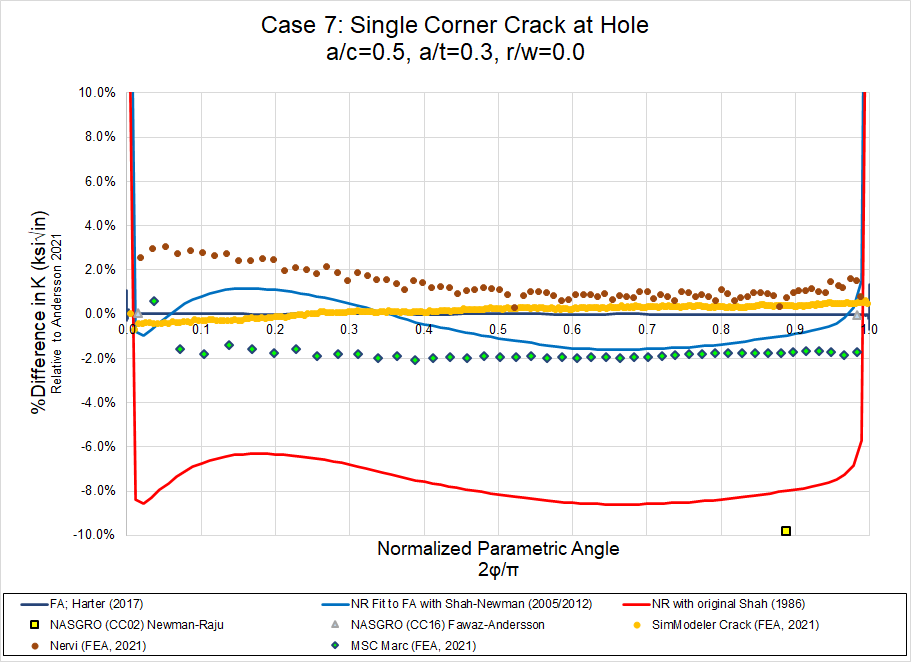 Case 7: Single Corner Crack at Hole
a/c=0.5, a/t=0.3, r/w=0.0
10.0%
8.0%
6.0%
4.0%
2.0%
0.0%
-2.0%
-4.0%
-6.0%
-8.0%
-10.0%
%Difference in K (ksi√in)
Relative to Andersson 2021
0.0 0.1 0.2 0.3 0.4 0.5 0.6 0.7 0.8 0.9 1.0
Normalized Parametric Angle
2φ/π
FA; Harter (2017) NR Fit to FA with Shah-Newman (2005/2012) NR with original Shah (1986)
NASGRO (CC02) Newman-Raju NASGRO (CC16) Fawaz-Andersson SimModeler Crack (FEA, 2021)
Nervi (FEA, 2021) MSC Marc (FEA, 2021)